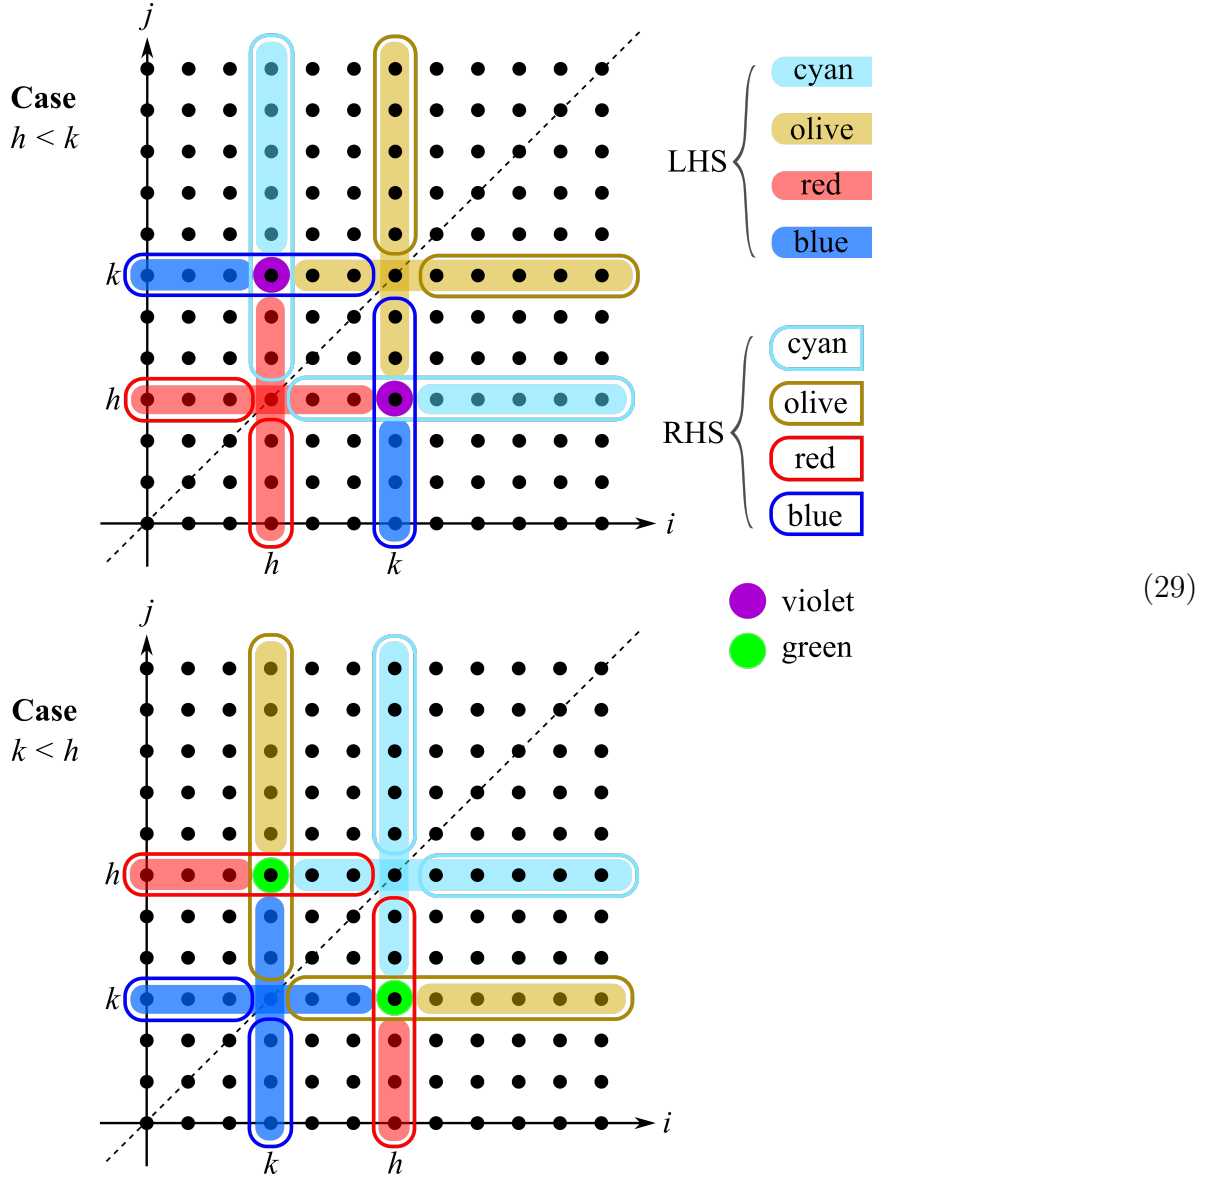 j
Case
h < k
k
h
i
h
k
LHS
cyan
olive
red
blue
RHS
cyan
olive
red
blue
violet
green
(29)
j
Case
k < h
h
k
i
k
h